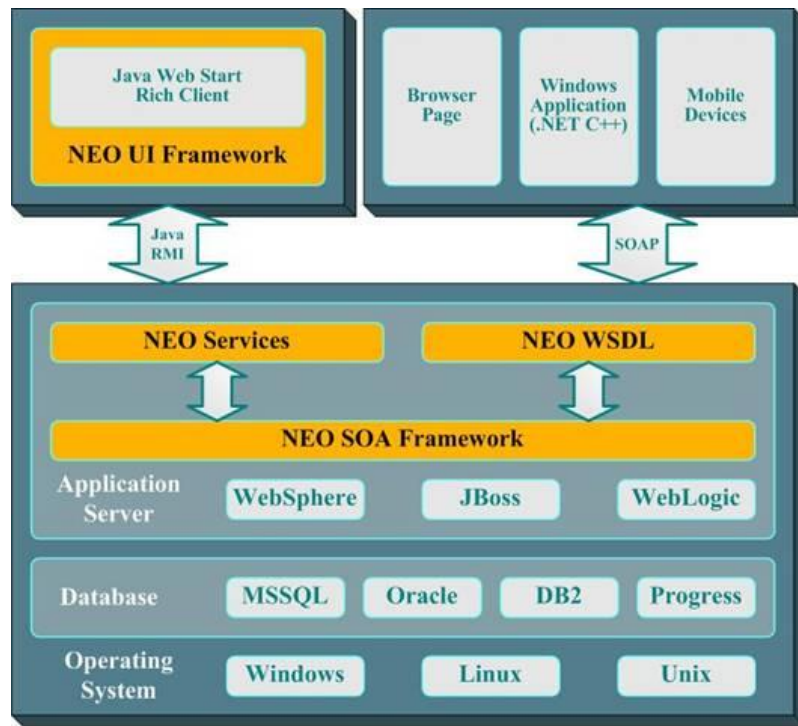 Java Web Start
Rich Client
NEO UI Framework
Browser
Page
Windows
Application
(.NET C++)
Mobile
Devices
Java
RMI
SOAP
NEO Services
NEO WSDL
NEO SOA Framework
Application
Server
WebSphere
JBoss
WebLogic
Database
MSSQL
Oracle
DB2
Progress
Operating
System
Windows
Linux
Unix